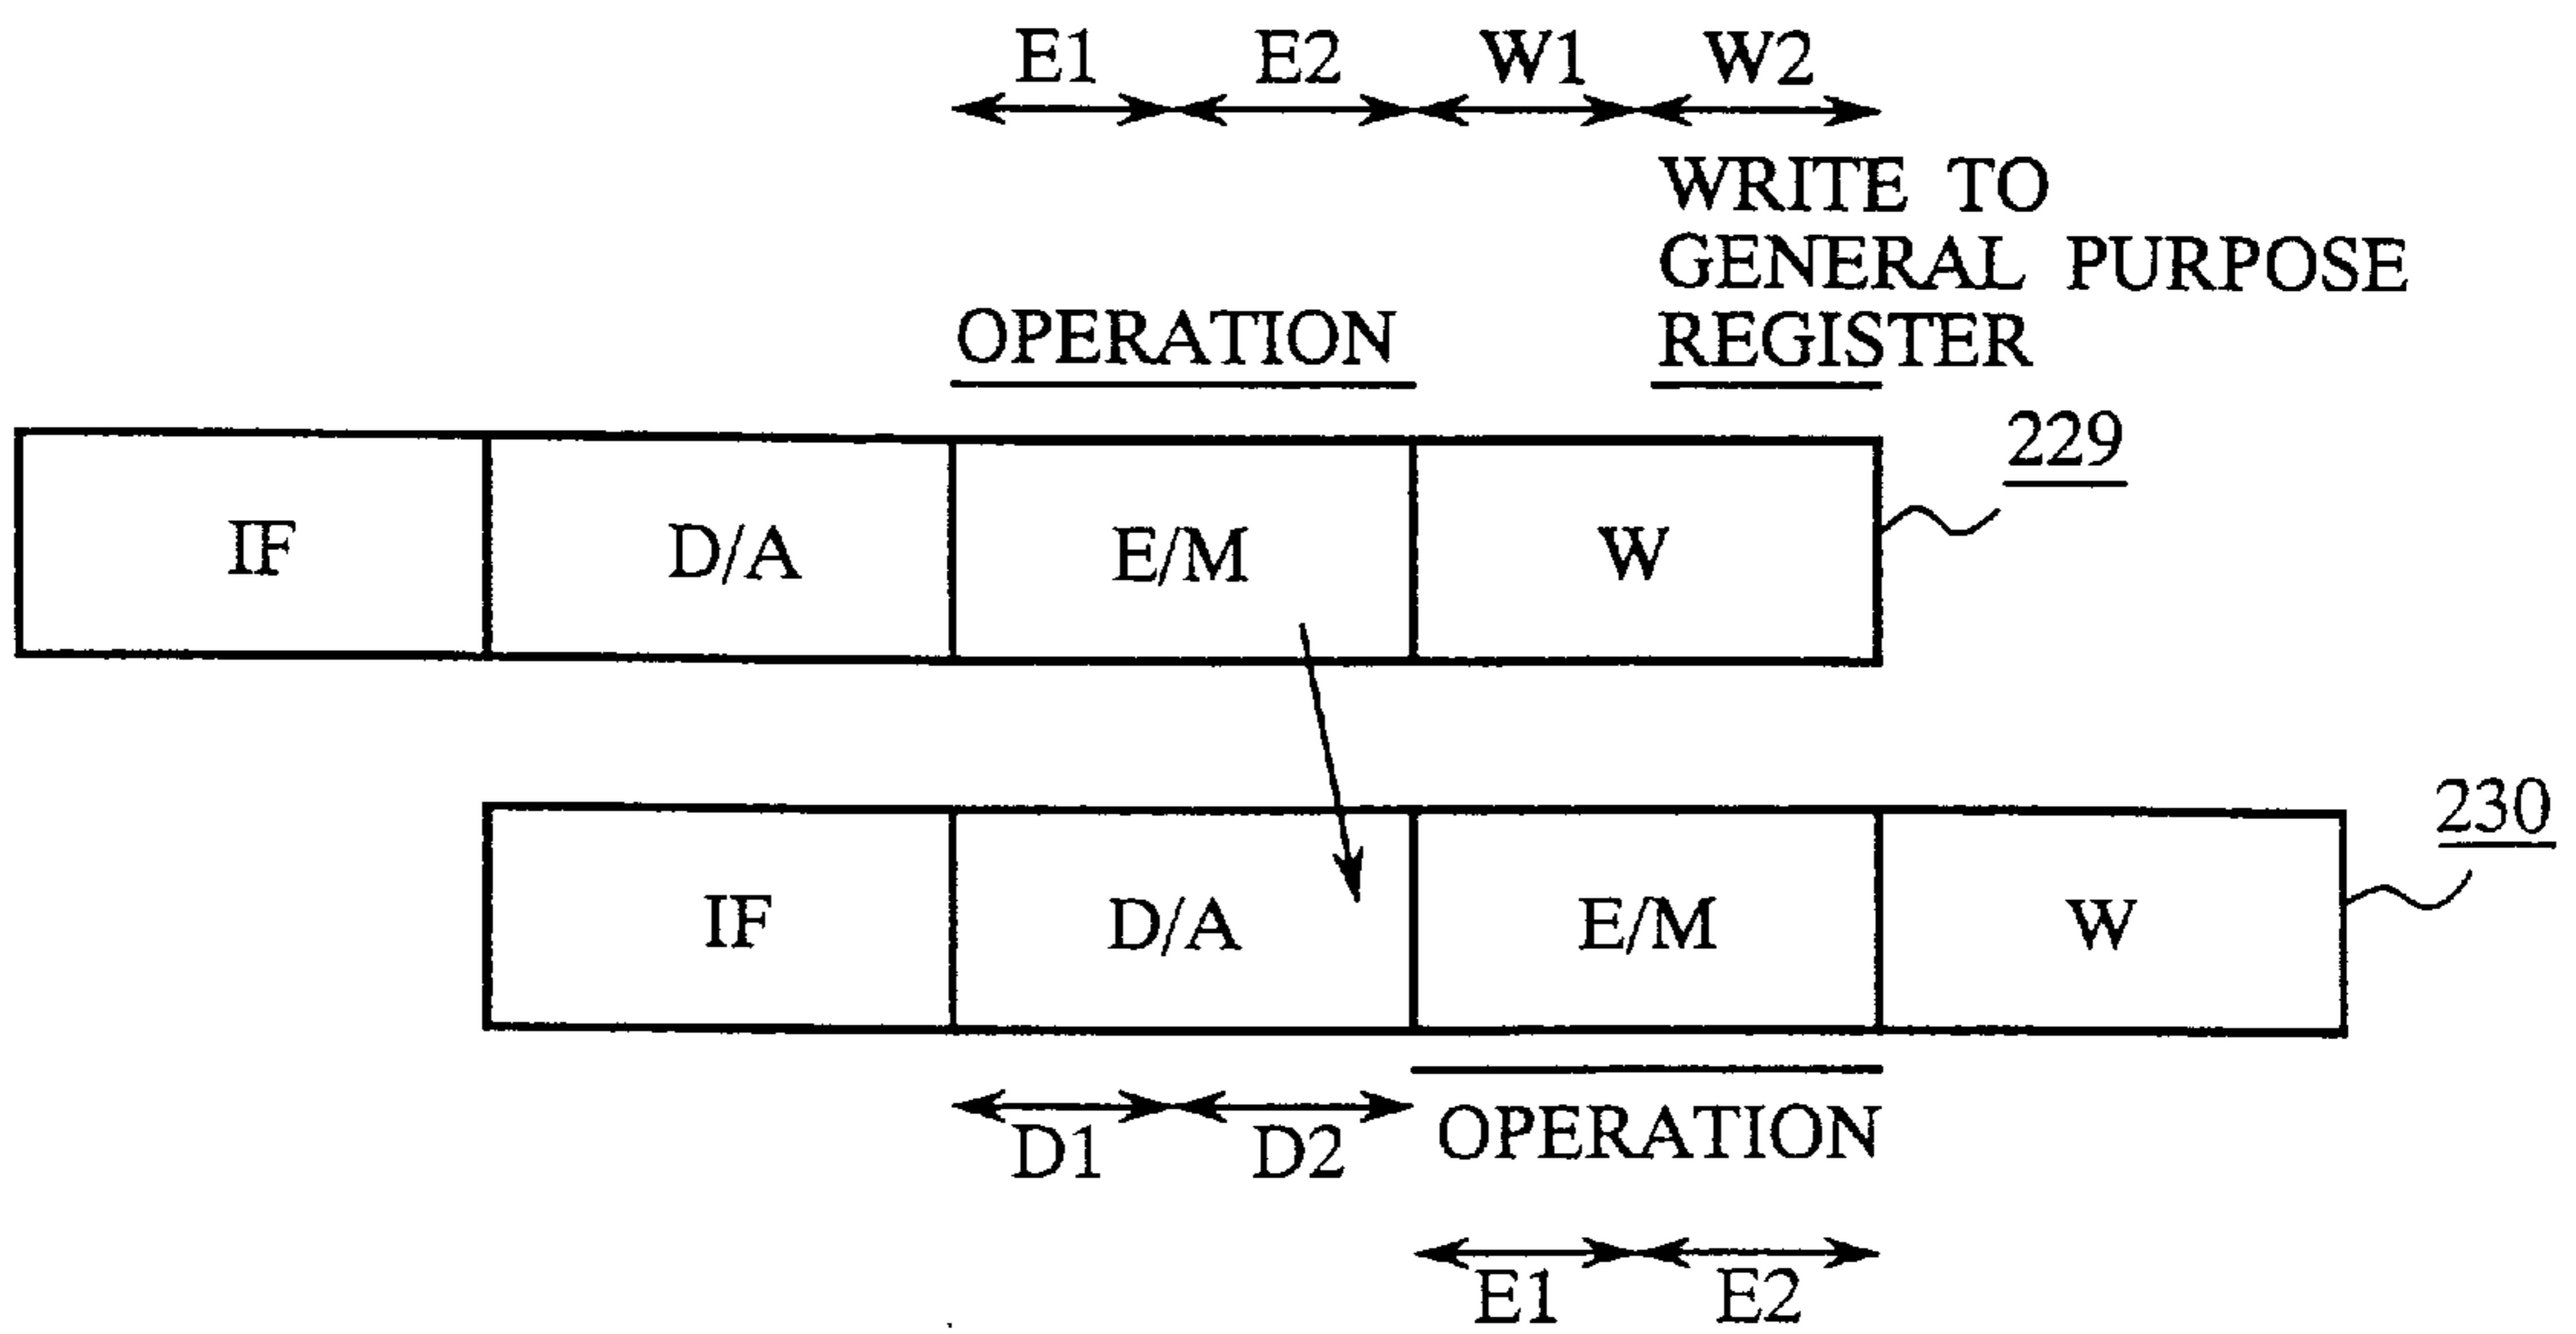 E1 E2 W1 W2
WRITE TO
GENERAL PURPOSE
OPERATION REGISTER
229
IF D/A E/M W
230
IF D/A E/M W
D1 D2 OPERATION
E1 E2